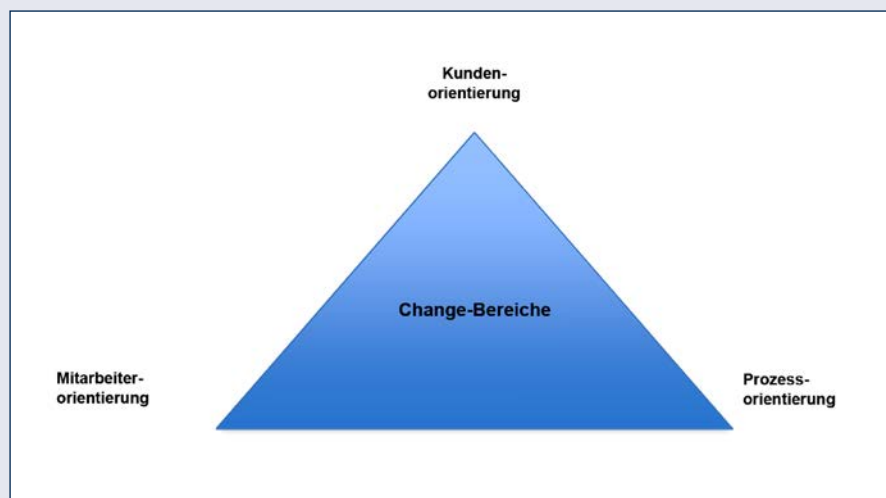 Kunden-
orientierung
Change-Bereiche
Mitarbeiter-
orientierung
Prozess-
orientierung